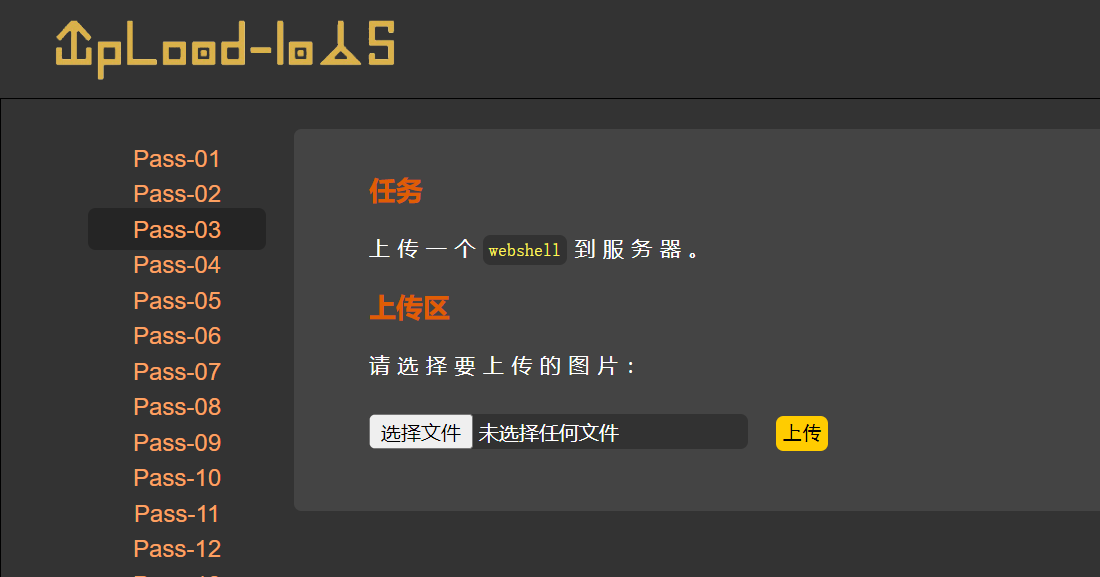 UpLoad-labS
Pass-01
Pass-02
Pass-03
Pass-04
Pass-05
Pass-06
Pass-07
Pass-08
Pass-09
Pass-10
Pass-11
Pass-12
任务
上传一个 webshell 到服务器。
上传区
请选择要上传的图片：
选择文件 未选择任何文件 上传